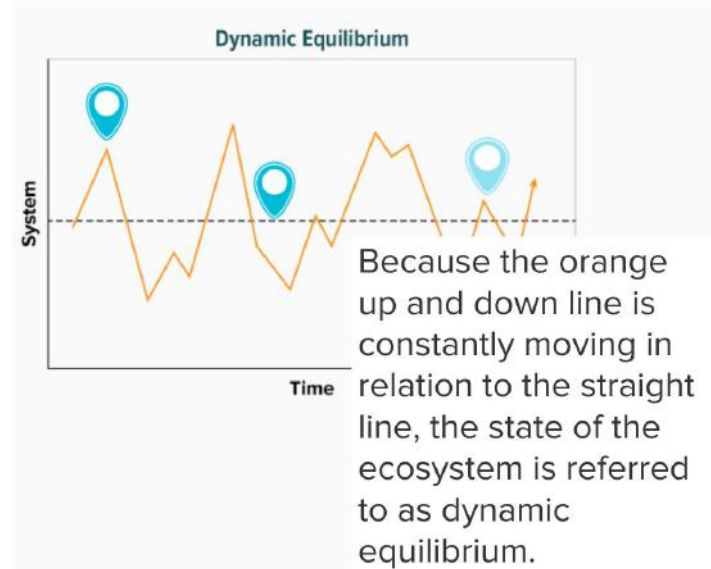 Dynamic Equilibrium
System
Time
Because the orange
up and down line is
constantly moving in
relation to the straight
line, the state of the
ecosystem is referred
to as dynamic
equilibrium.